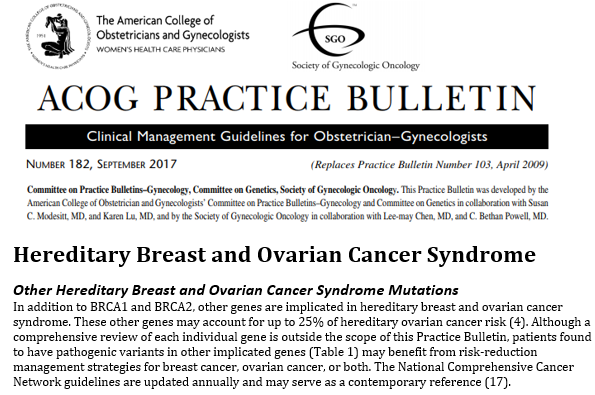 The American College of
Obstetricians and Gynecologists
WOMEN'S HEALTH CARE PHYSICIANS
SGO
Society of Gynecologic Oncology
ACOG PRACTICE BULLETIN
Clinical Management Guidelines for Obstetrician–Gynecologists
NUMBER 182, SEPTEMBER 2017
(Replaces Practice Bulletin Number 103, April 2009)
Committee on Practice Bulletins–Gynecology, Committee on Genetics, Society of Gynecologic Oncology. This Practice Bulletin was developed by the
American College of Obstetricians and Gynecologists' Committee on Practice Bulletins–Gynecology and Committee on Genetics in collaboration with Susan
C. Modesitt, MD, and Karen Lu, MD, and by the Society of Gynecologic Oncology in collaboration with Lee-may Chen, MD, and C. Bethan Powell, MD.
Hereditary Breast and Ovarian Cancer Syndrome
Other Hereditary Breast and Ovarian Cancer Syndrome Mutations
In addition to BRCA1 and BRCA2, other genes are implicated in hereditary breast and ovarian cancer
syndrome. These other genes may account for up to 25% of hereditary ovarian cancer risk (4). Although a
comprehensive review of each individual gene is outside the scope of this Practice Bulletin, patients found
to have pathogenic variants in other implicated genes (Table 1) may benefit from risk-reduction
management strategies for breast cancer, ovarian cancer, or both. The National Comprehensive Cancer
Network guidelines are updated annually and may serve as a contemporary reference (17).